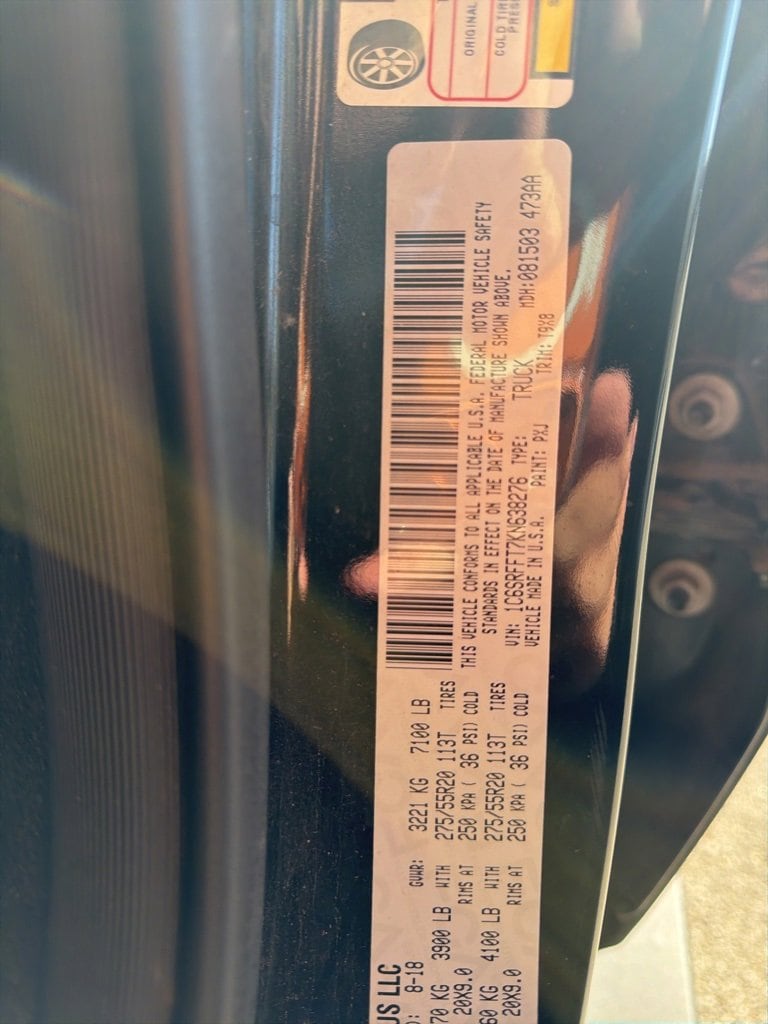 ORIGINAL
COLD TIRE
US LLC
8-18 GVWR: 3221 KG 7100 LB
70 KG 3900 LB WITH 275/55R20 113T TIRES
20X9.0 RIMS AT 250 KPA ( 36 PSI) COLD
60 KG 4100 LB WITH 275/55R20 113T TIRES
20X9.0 RIMS AT 250 KPA ( 36 PSI) COLD
THIS VEHICLE CONFORMS TO ALL APPLICABLE U.S.A. FEDERAL MOTOR VEHICLE SAFETY
STANDARDS IN EFFECT ON THE DATE OF MANUFACTURE SHOWN ABOVE.
VIN: 1C6SRFFT7KN638276 TYPE: TRUCK MDH:081503 473AA
VEHICLE MADE IN U.S.A. PAINT: PXJ TRIM: T9X8